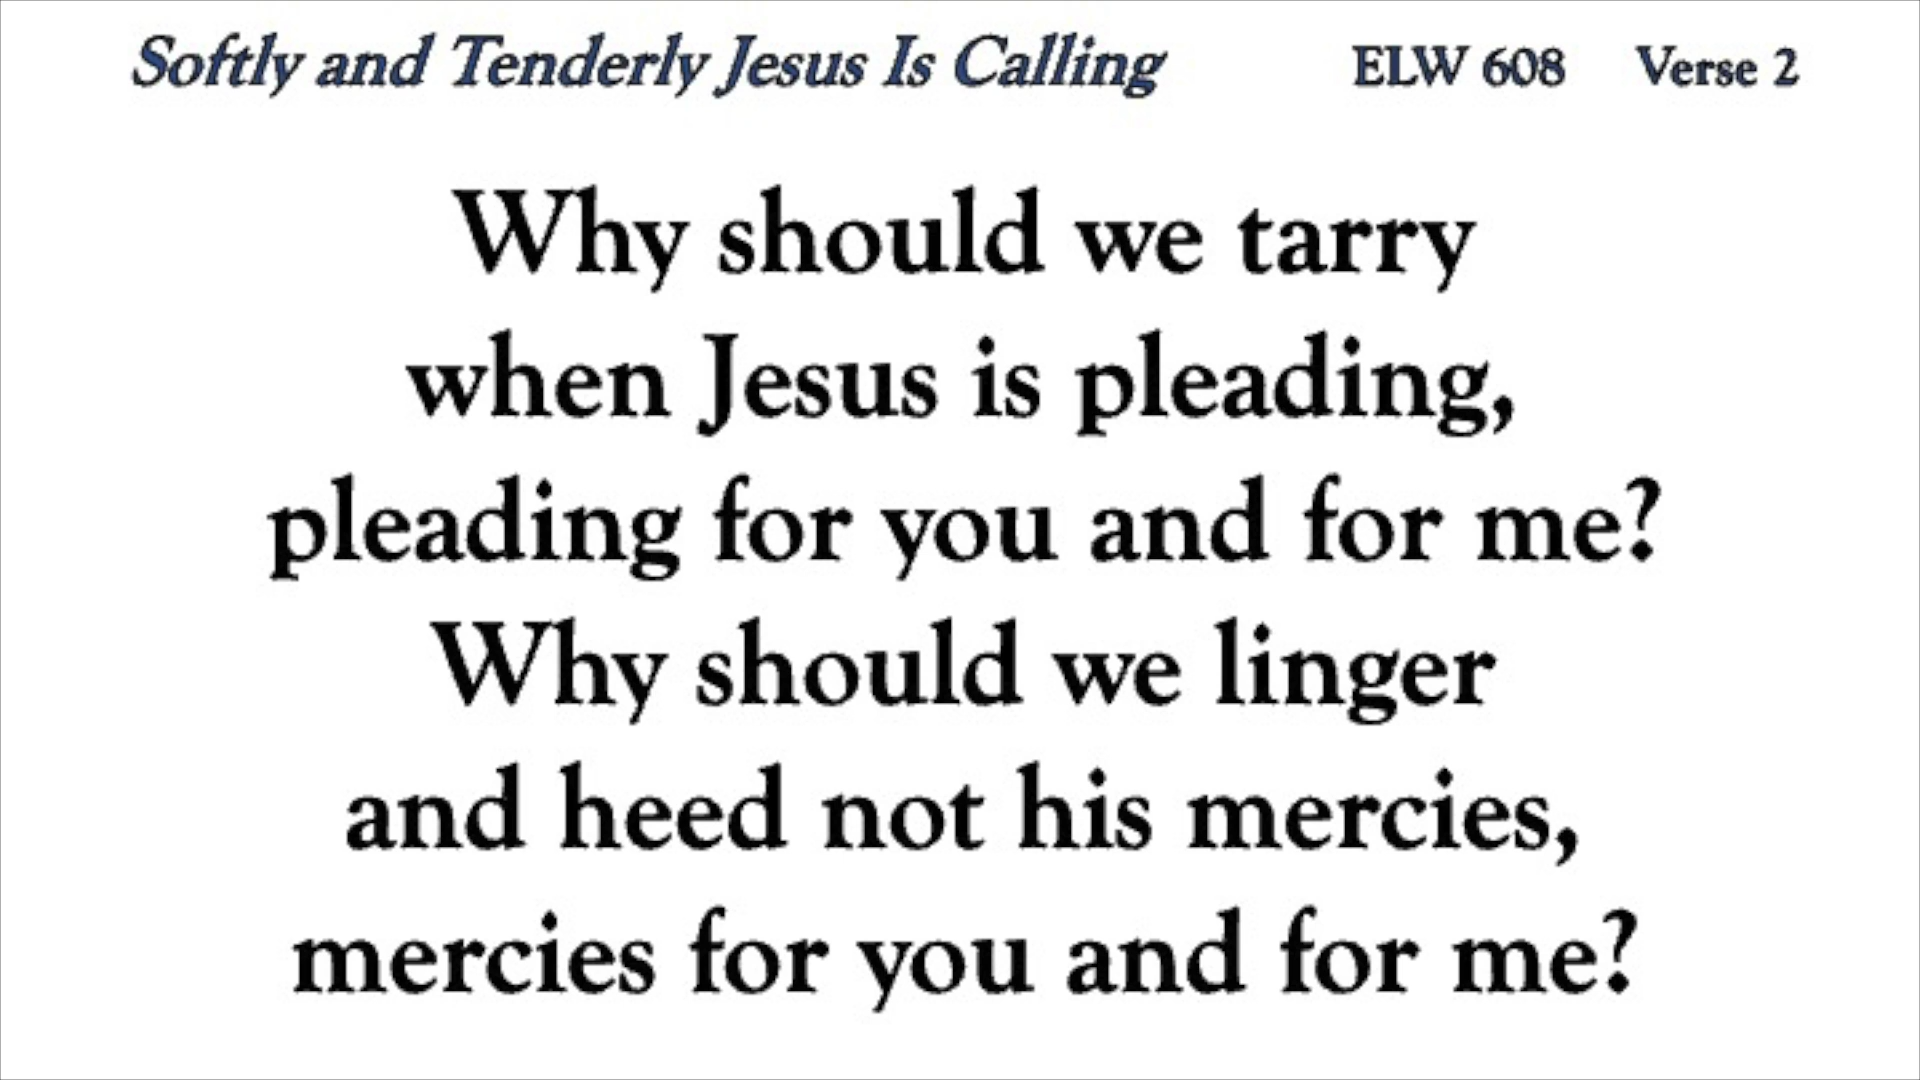 Softly and Tenderly Jesus Is Calling ELW 608 Verse 2
Why should we tarry
when Jesus is pleading,
pleading for you and for me?
Why should we linger
and heed not his mercies,
mercies for you and for me?